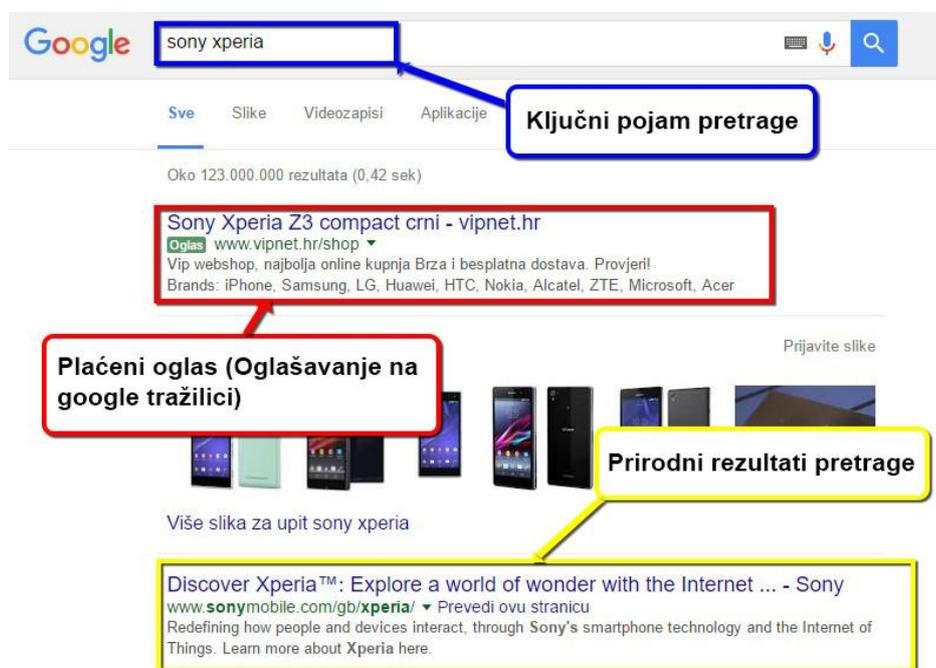 Google sony xperia
Ključni pojam pretrage
Sve Slike Videozapisi Aplikacije
Oko 123.000.000 rezultata (0,42 sek)
Sony Xperia Z3 compact crni - vipnet.hr
Oglas www.vipnet.hr/shop
Vip webshop, najbolja online kupnja Brza i besplatna dostava. Provjeri!
Brands: iPhone, Samsung, LG, Huawei, HTC, Nokia, Alcatel, ZTE, Microsoft, Acer
Prijavite slike
Plaćeni oglas (Oglašavanje na
google tražilici)
Prirodni rezultati pretrage
Više slika za upit sony xperia
Discover Xperia™: Explore a world of wonder with the Internet ... - Sony
www.sonymobile.com/gb/xperia/ Prevedi ovu stranicu
Redefining how people and devices interact, through Sony's smartphone technology and the Internet of
Things. Learn more about Xperia here.